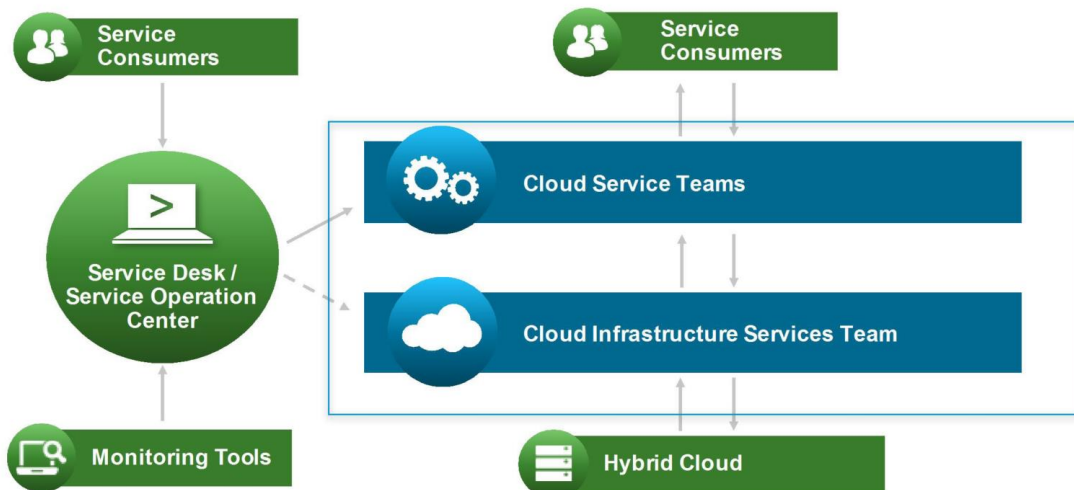 Service
Consumers
Service
Consumers
Cloud Service Teams
>
Service Desk /
Service Operation
Center
Cloud Infrastructure Services Team
Monitoring Tools
Hybrid Cloud